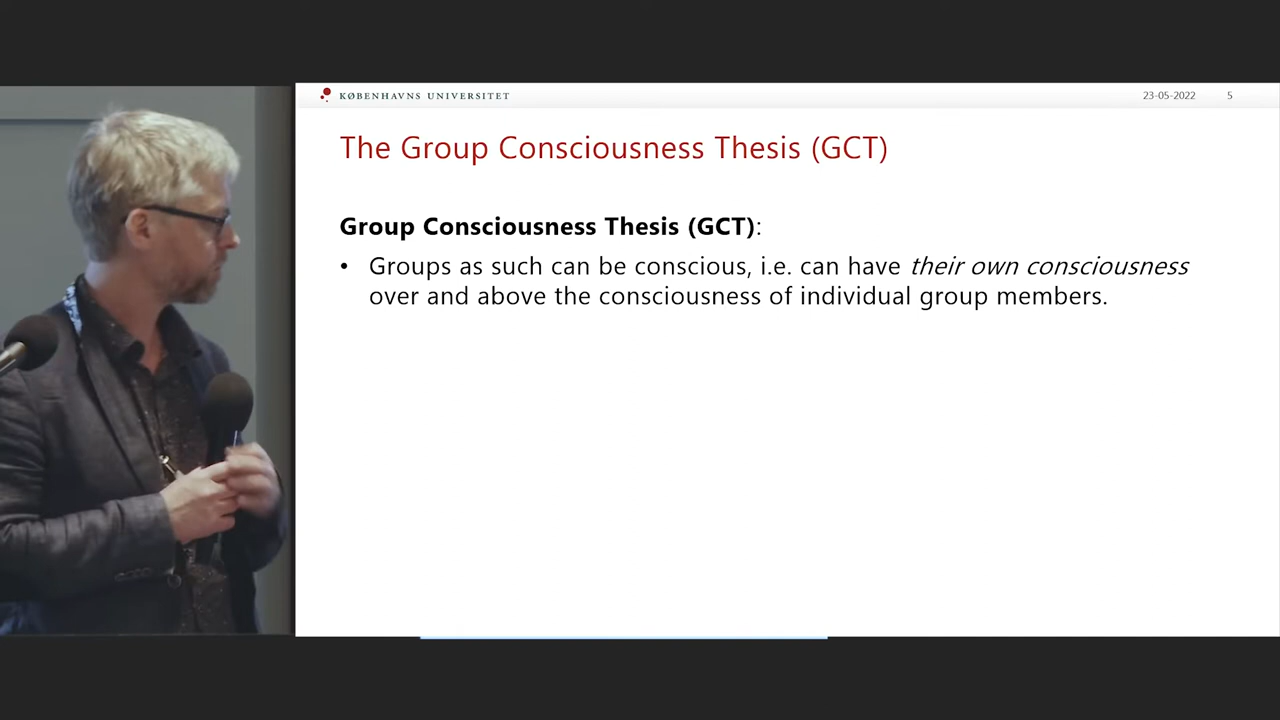 KØBENHAVNS UNIVERSITET
23-05-2022 5
The Group Consciousness Thesis (GCT)
Group Consciousness Thesis (GCT):
• Groups as such can be conscious, i.e. can have their own consciousness
over and above the consciousness of individual group members.